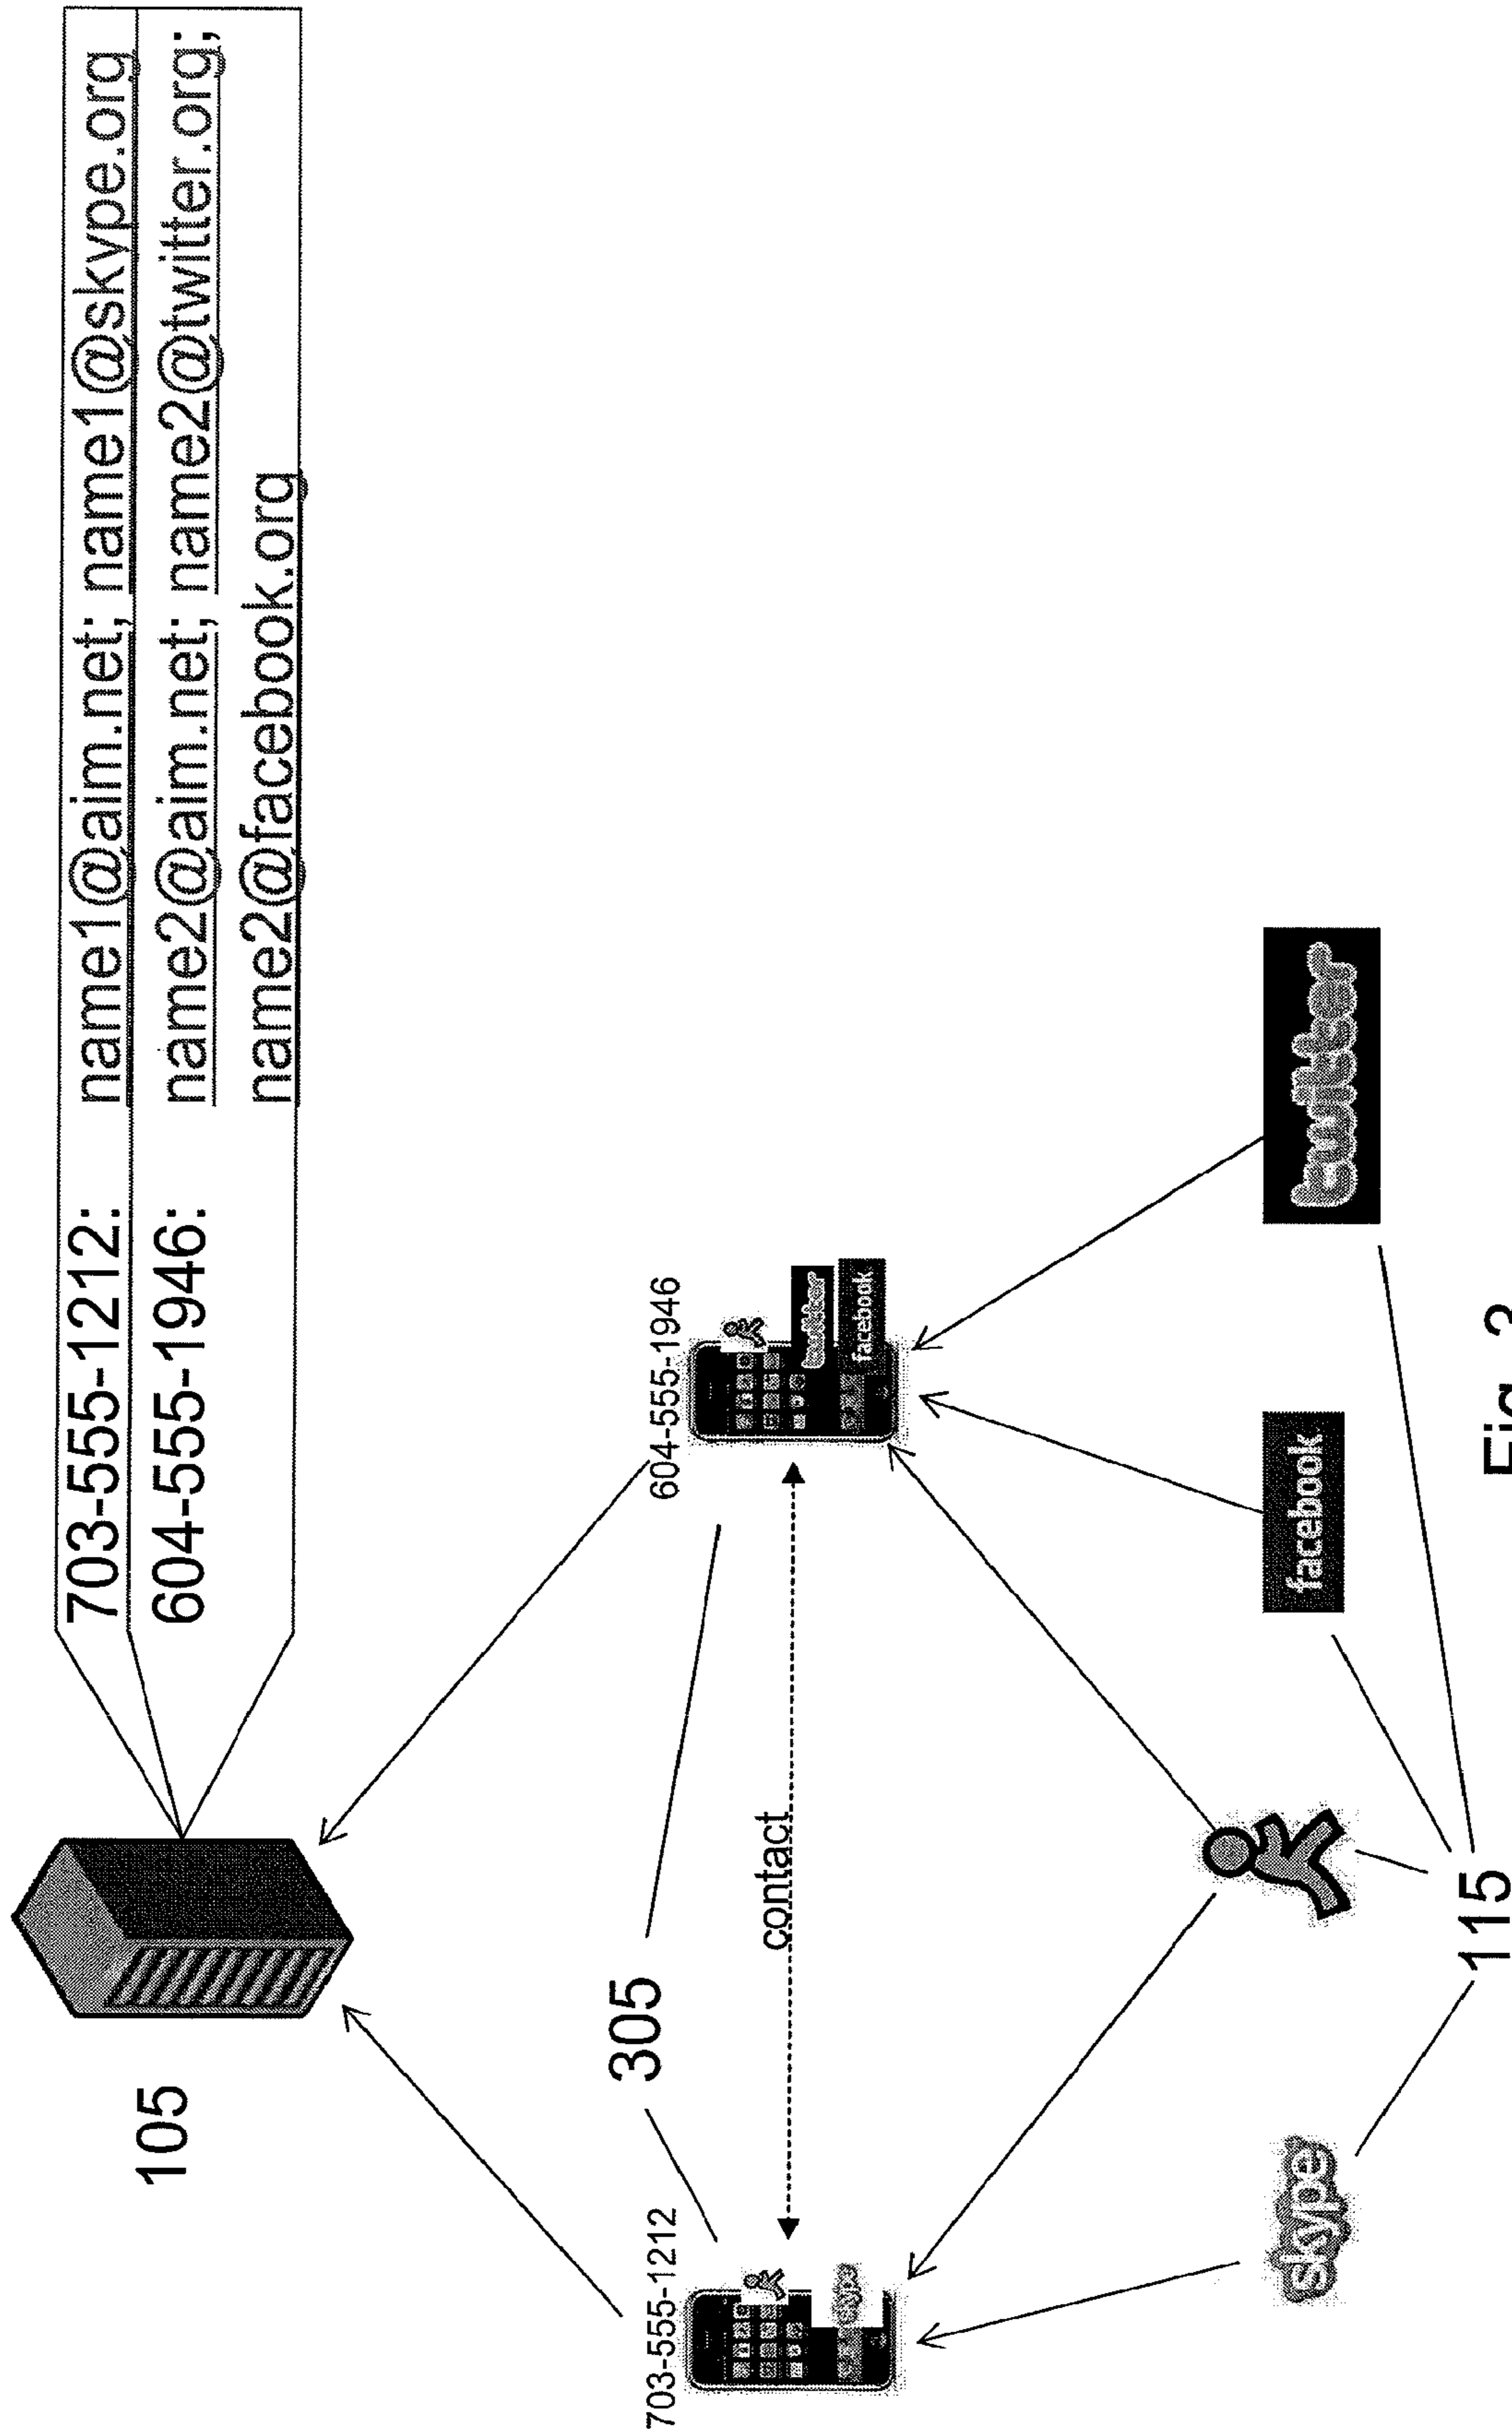 703-555-1212: name1@aim.net; name1@skype.org
604-555-1946: name2@aim.net; name2@twitter.org;
name2@facebook.org
105
703-555-1212
604-555-1946
305
contact
skype
twitter
facebook
skype
facebook
twitter
115
Fig. 3